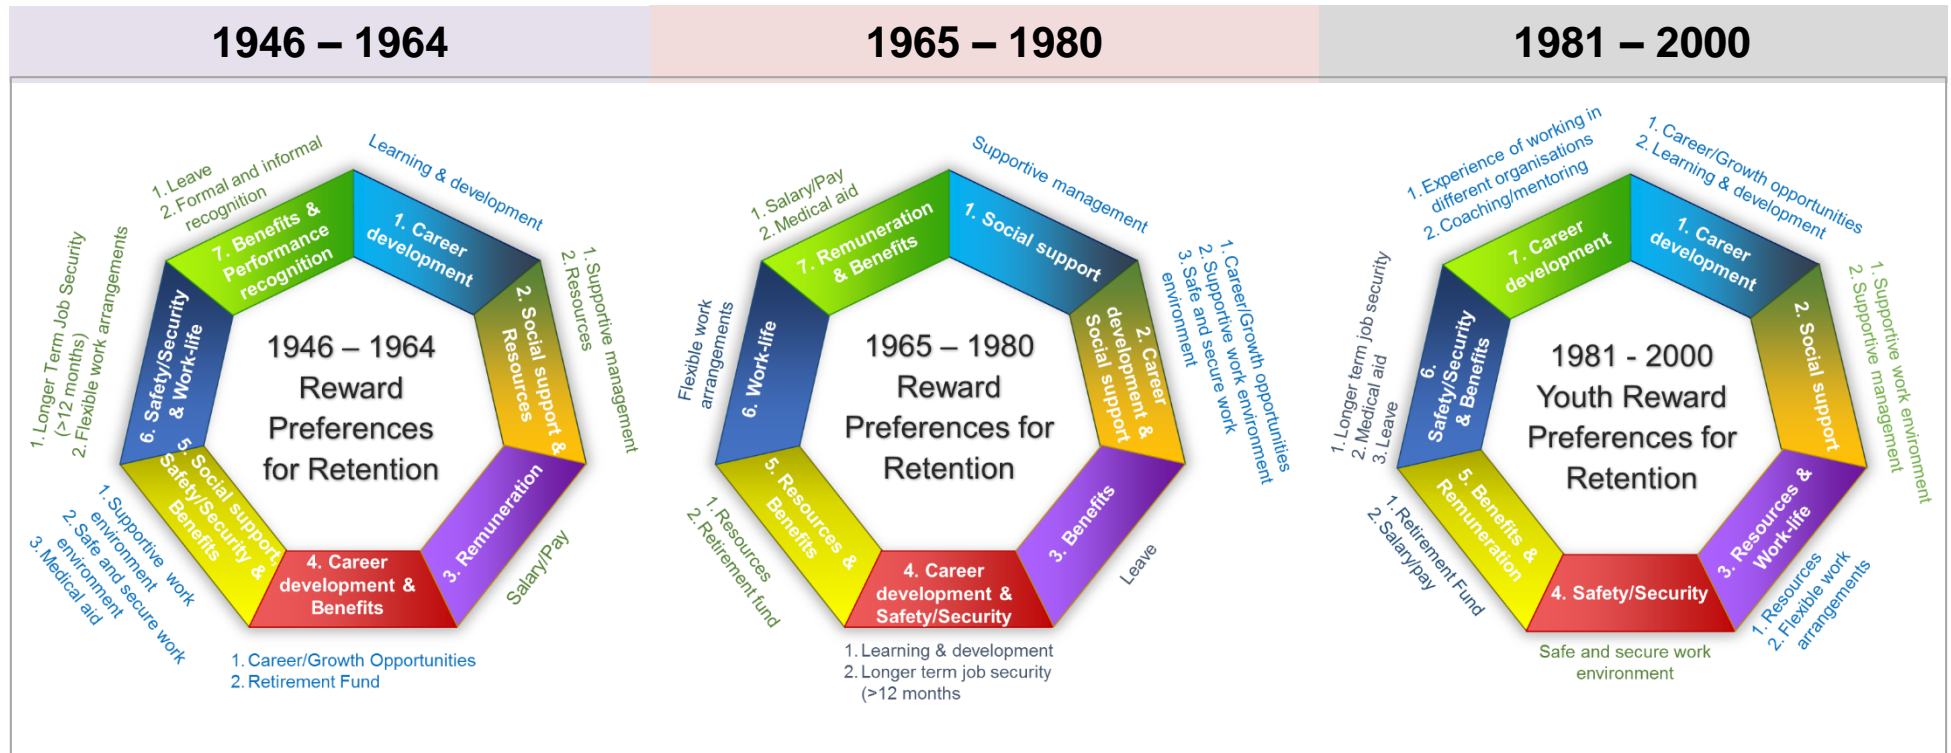 1946 – 1964
1965 – 1980
1981 – 2000
1. Leave
2. Formal and informal
recognition
Learning & development
1. Supportive management
2. Resources
Salary/Pay
1. Career/Growth Opportunities
2. Retirement Fund
1. Supportive work
environment
2. Safe and secure work
environment
3. Medical aid
1. Longer Term Job Security
(>12 months)
2. Flexible work arrangements
1. Career
development
2. Social support &
Resources
3. Remuneration
4. Career
development &
Benefits
5. Social support,
Safety/Security &
Benefits
6. Safety/Security
& Work-life
7. Benefits &
Performance
recognition
1946 – 1964
Reward
Preferences
for Retention
1. Salary/Pay
2. Medical aid
Supportive management
1. Career/Growth opportunities
2. Supportive work environment
3. Safe and secure work
environment
Leave
1. Learning & development
2. Longer term job security
(>12 months
1. Resources
2. Retirement fund
Flexible work
arrangements
1. Social support
2. Career
development &
Social support
3. Benefits
4. Career
development &
Safety/Security
5. Resources &
Benefits
6. Work-life
7. Remuneration
& Benefits
1965 – 1980
Reward
Preferences for
Retention
1. Experience of working in
different organisations
2. Coaching/mentoring
1. Career/Growth opportunities
2. Learning & development
1. Supportive work environment
2. Supportive management
1. Resources
2. Flexible work
arrangements
Safe and secure work
environment
1. Retirement Fund
2. Salary/pay
1. Longer term job security
2. Medical aid
3. Leave
1. Career
development
2. Social support
3. Resources &
Work-life
4. Safety/Security
5. Benefits &
Remuneration
6.
Safety/Security
& Benefits
7. Career
development
1981 - 2000
Youth Reward
Preferences for
Retention